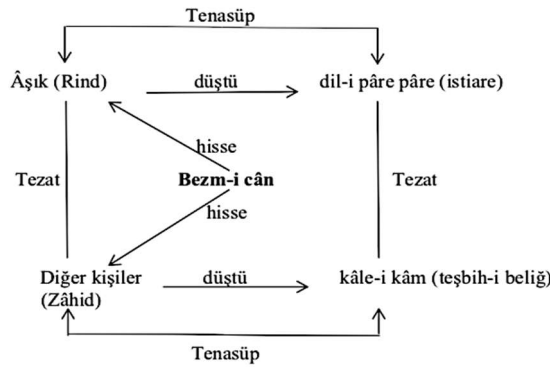 Tenasüp
Âşık (Rind) düştü dil-i pâre pâre (istiare)
hisse
Tezat Bezm-i cân Tezat
hisse
Diğer kişiler düştü kâle-i kâm (teşbih-i beliğ)
(Zâhid)
Tenasüp